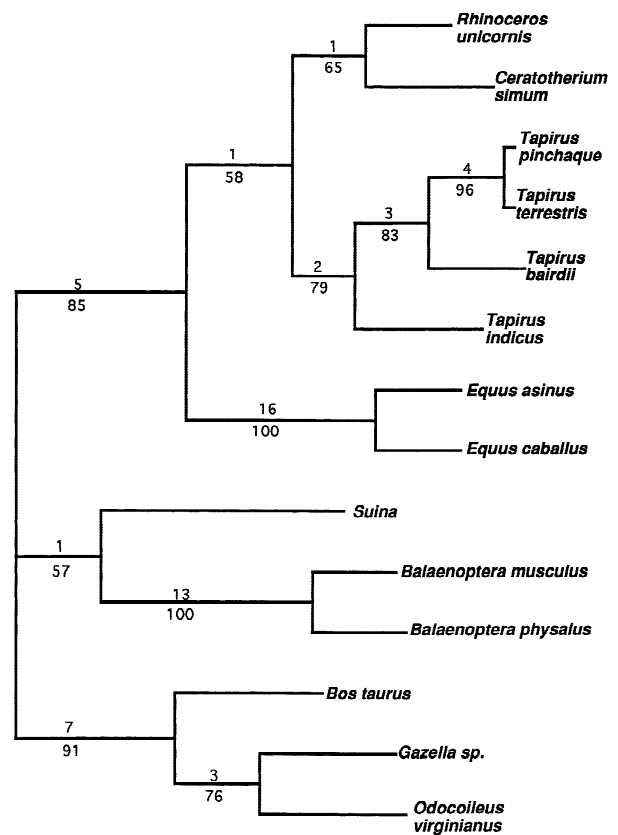 Rhinoceros
unicornis
1
65
Ceratotherium
simum
Tapirus
pinchaque
1
58
4
96
Tapirus
terrestris
3
83
Tapirus
bairdii
2
79
5
85
Tapirus
indicus
Equus asinus
16
100
Equus caballus
Suina
1
57
Balaenoptera musculus
13
100
Balaenoptera physalus
Bos taurus
7
91
Gazella sp.
3
76
Odocoileus
virginianus